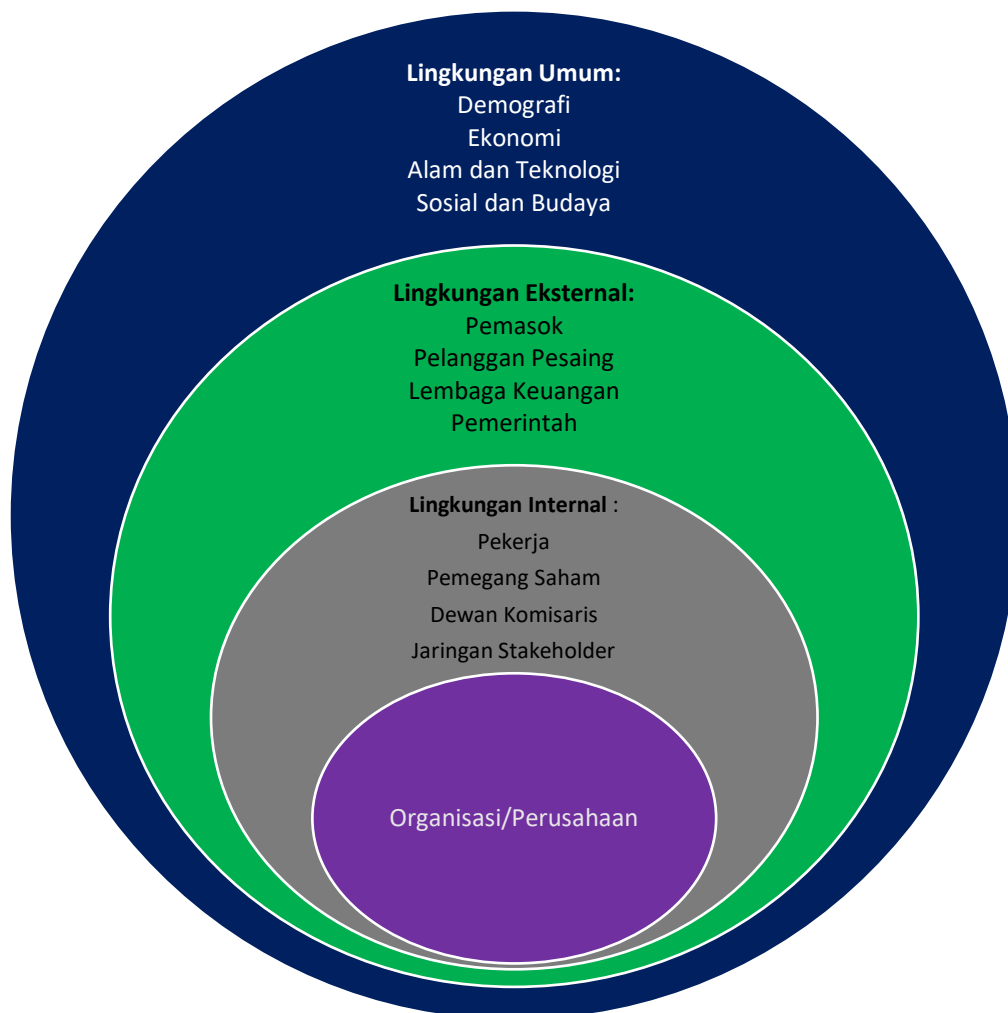 Lingkungan Umum:
Demografi
Ekonomi
Alam dan Teknologi
Sosial dan Budaya
Lingkungan Eksternal:
Pemasok
Pelanggan Pesaing
Lembaga Keuangan
Pemerintah
Lingkungan Internal :
Pekerja
Pemegang Saham
Dewan Komisaris
Jaringan Stakeholder
Organisasi/Perusahaan